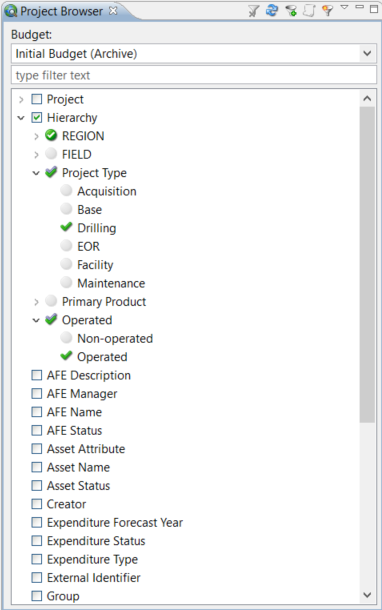 Project Browser
Budget:
Initial Budget (Archive)
type filter text
Project
Hierarchy
REGION
FIELD
Project Type
Acquisition
Base
Drilling
EOR
Facility
Maintenance
Primary Product
Operated
Non-operated
Operated
AFE Description
AFE Manager
AFE Name
AFE Status
Asset Attribute
Asset Name
Asset Status
Creator
Expenditure Forecast Year
Expenditure Status
Expenditure Type
External Identifier
Group